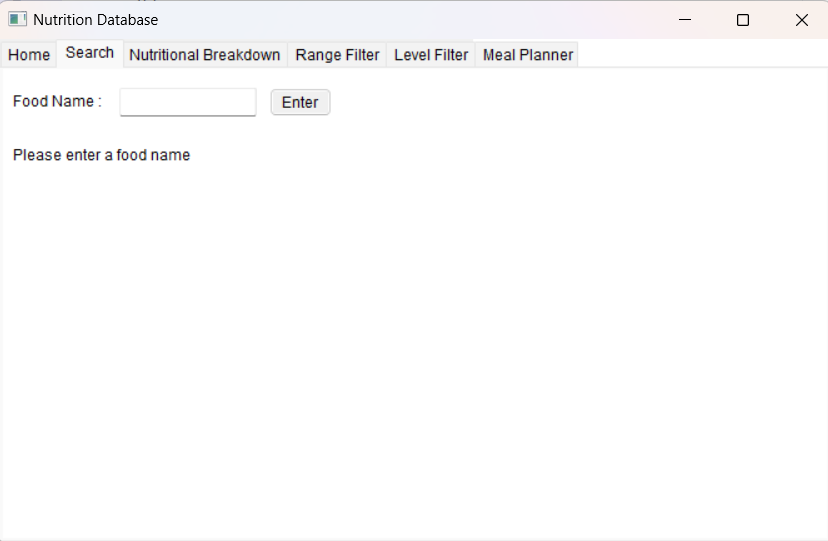 Nutrition Database
Home Search Nutritional Breakdown Range Filter Level Filter Meal Planner
Food Name : Enter
Please enter a food name